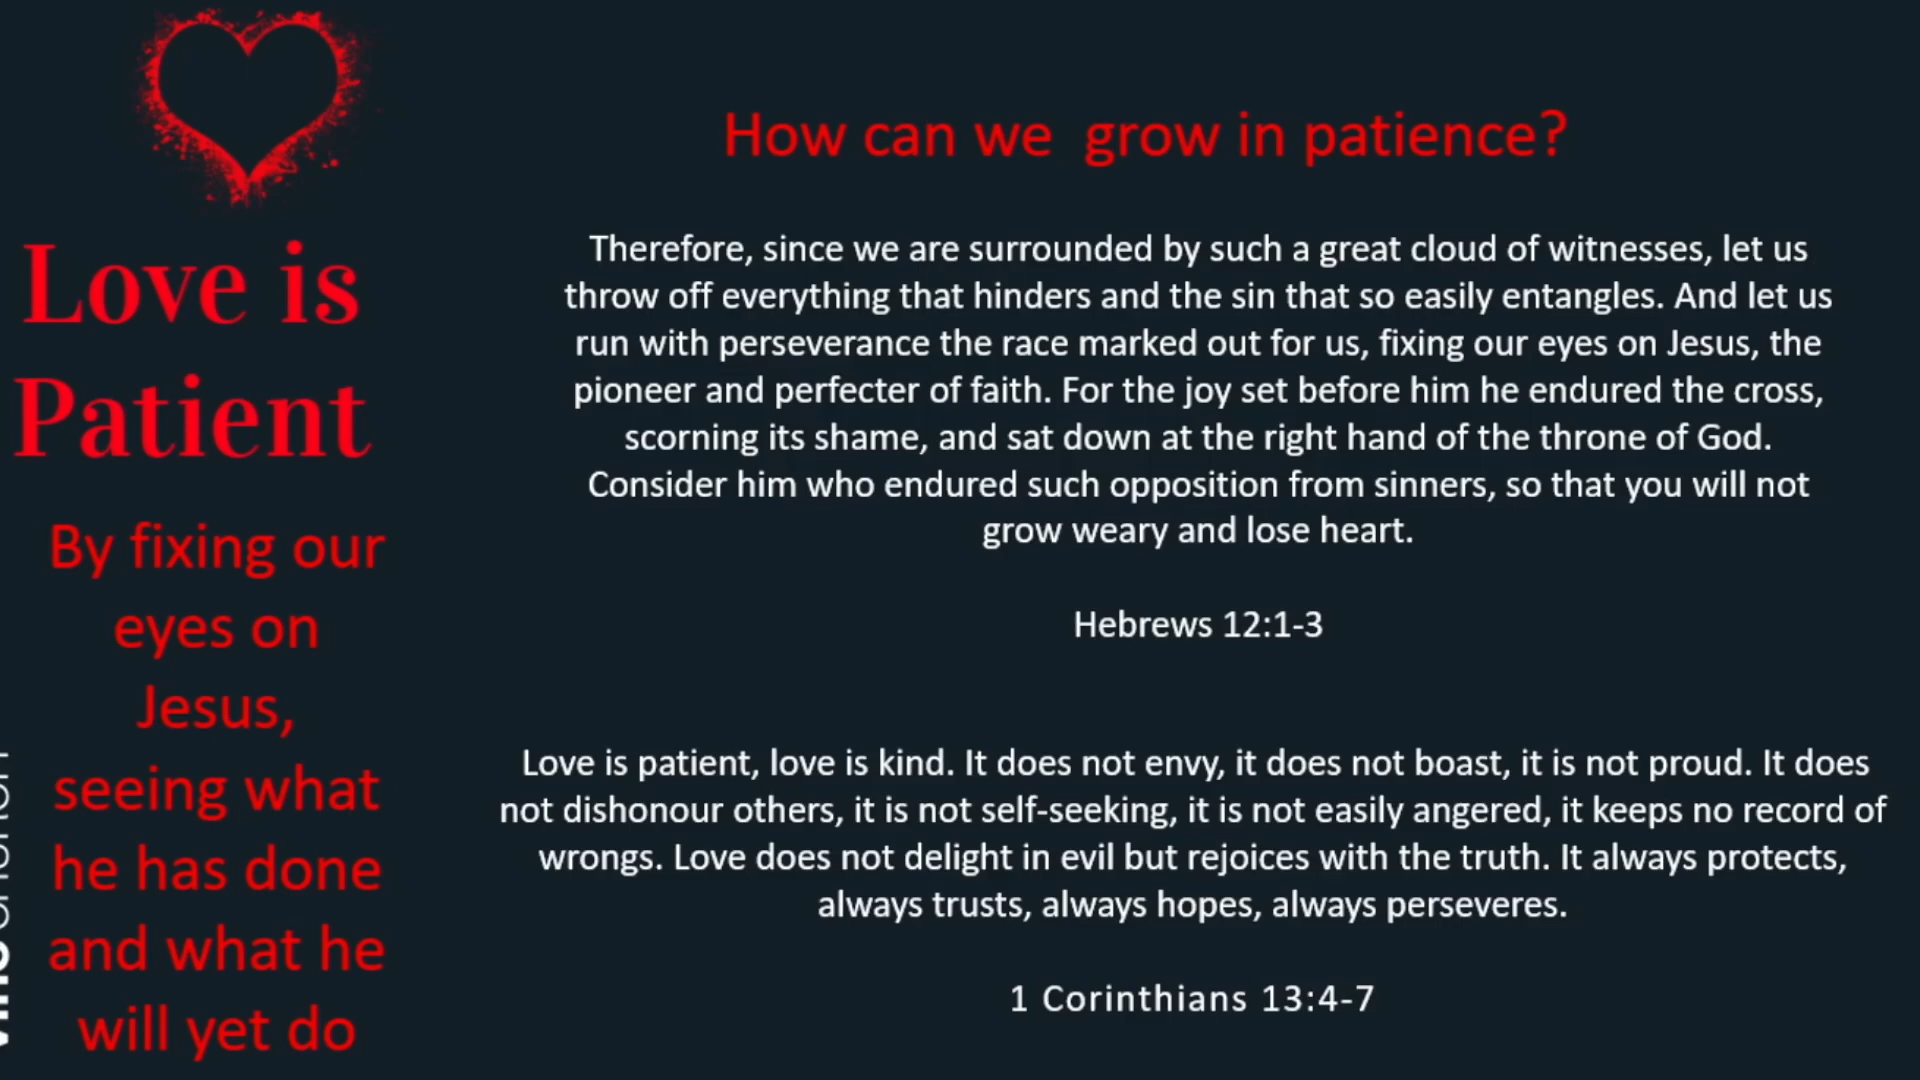 Love is
Patient
By fixing our
eyes on
Jesus,
seeing what
he has done
and what he
will yet do
How can we  grow in patience?
Therefore, since we are surrounded by such a great cloud of witnesses, let us
throw off everything that hinders and the sin that so easily entangles. And let us
run with perseverance the race marked out for us, fixing our eyes on Jesus, the
pioneer and perfecter of faith. For the joy set before him he endured the cross,
scorning its shame, and sat down at the right hand of the throne of God.
Consider him who endured such opposition from sinners, so that you will not
grow weary and lose heart.
Hebrews 12:1-3
Love is patient, love is kind. It does not envy, it does not boast, it is not proud. It does
not dishonour others, it is not self-seeking, it is not easily angered, it keeps no record of
wrongs. Love does not delight in evil but rejoices with the truth. It always protects,
always trusts, always hopes, always perseveres.
1 Corinthians 13:4-7